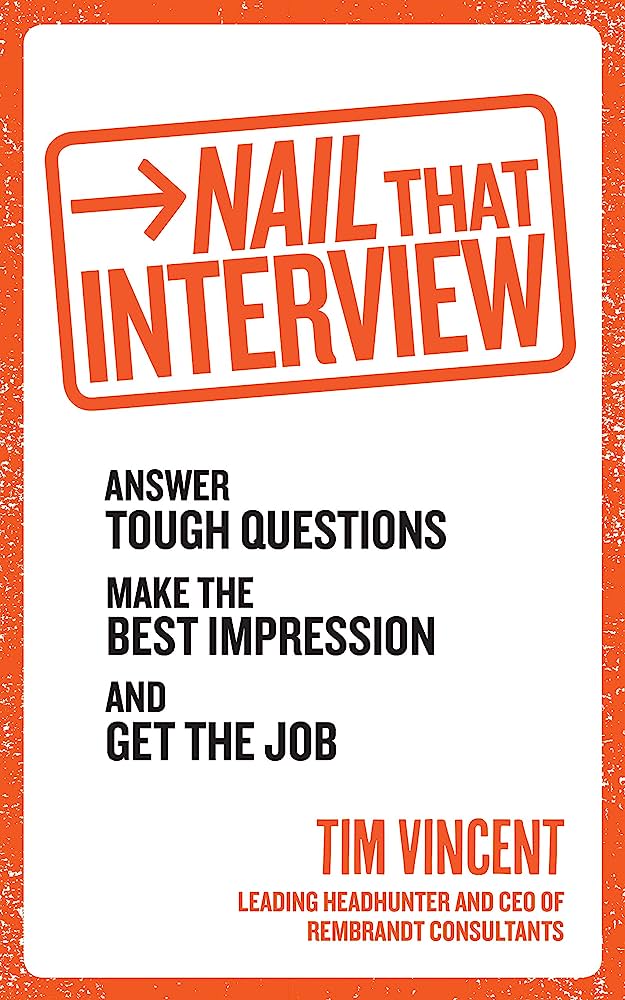 NAIL THAT
INTERVIEW
ANSWER
TOUGH QUESTIONS
MAKE THE
BEST IMPRESSION
AND
GET THE JOB
TIM VINCENT
LEADING HEADHUNTER AND CEO OF
REMBRANDT CONSULTANTS